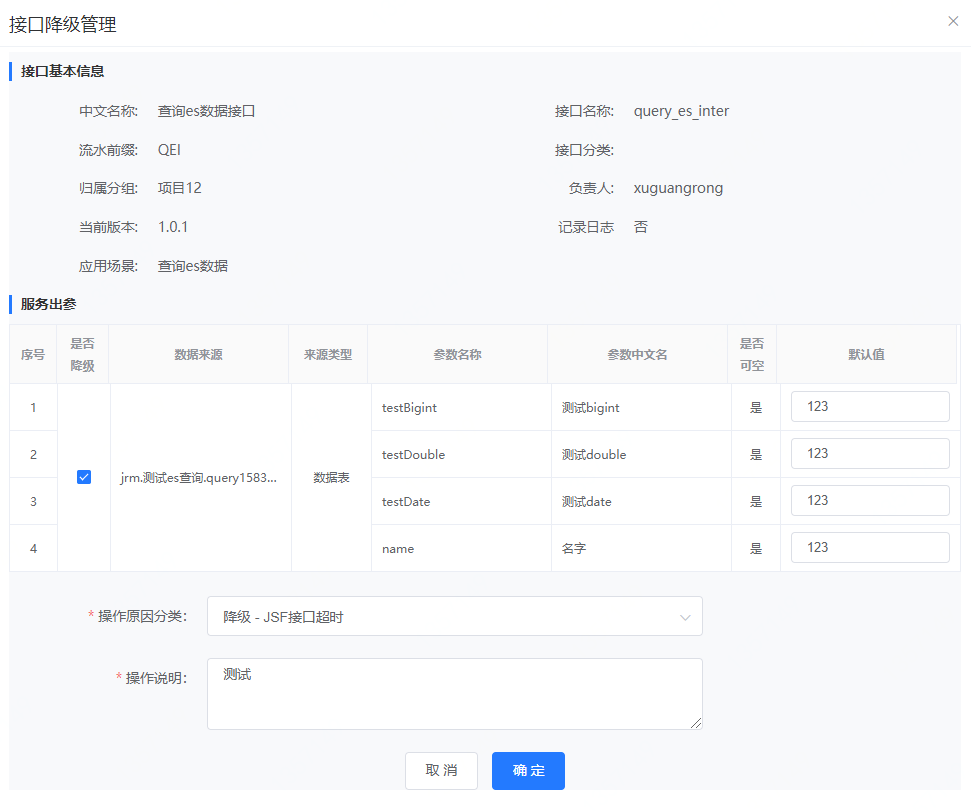 接口降级管理
接口基本信息
中文名称: 查询es数据接口 接口名称: query_es_inter
流水前缀: QEI 接口分类:
归属分组: 项目12 负责人: xuguangrong
当前版本: 1.0.1 记录日志 否
应用场景: 查询es数据
服务出参
序号 是否降级 数据来源 来源类型 参数名称 参数中文名 是否可空 默认值
1 testBigint 测试bigint 是 123
2 testDouble 测试double 是 123
jrm.测试es查询.query1583... 数据表
3 testDate 测试date 是 123
4 name 名字 是 123
* 操作原因分类: 降级 - JSF接口超时
* 操作说明: 测试
取 消 确 定